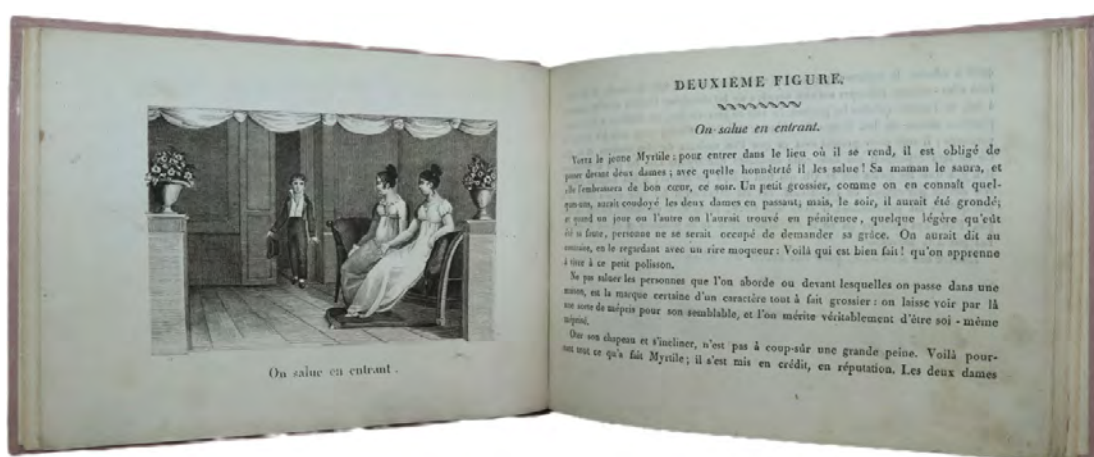 On salue en entrant.
DEUXIEME FIGURE.
On salue en entrant.
Voyez le jeune Myrtile : pour entrer dans le lieu où il se rend, il est obligé de
passer devant deux dames ; avec quelle honnêteté il les salue ! Sa maman le saura, et
elle l'embrassera de bon cœur, ce soir. Un petit grossier, comme on en connaît quel-
ques-uns, aurait coudoyé les deux dames en passant; mais, le soir, il aurait été grondé;
et quand un jour ou l'autre on l'aurait trouvé en pénitence, quelque légère qu'eût
été sa faute, personne ne se serait occupé de demander sa grâce. On aurait dit au
contraire, en le regardant avec un rire moqueur : Voilà qui est bien fait ! qu'on apprenne
à vivre à ce petit polisson.
Ne pas saluer les personnes que l'on aborde ou devant lesquelles on passe dans une
maison, est la marque certaine d'un caractère tout à fait grossier : on laisse voir par là
une sorte de mépris pour son semblable, et l'on mérite véritablement d'être soi - même
méprisé.
Oter son chapeau et s'incliner, n'est pas à coup-sûr une grande peine. Voilà pour-
tant tout ce qu'a fait Myrtile ; il s'est mis en crédit, en réputation. Les deux dames